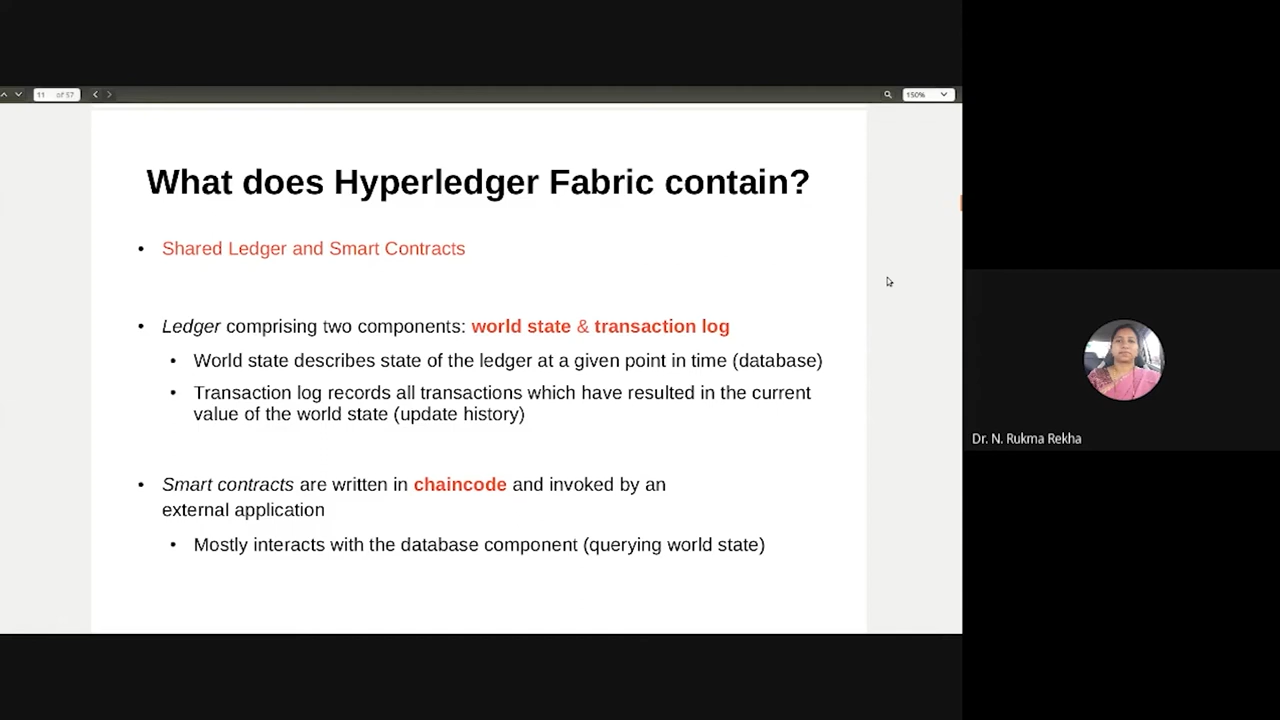 11 of 57
150%
What does Hyperledger Fabric contain?
• Shared Ledger and Smart Contracts
• Ledger comprising two components: world state & transaction log
• World state describes state of the ledger at a given point in time (database)
• Transaction log records all transactions which have resulted in the current
value of the world state (update history)
• Smart contracts are written in chaincode and invoked by an
external application
• Mostly interacts with the database component (querying world state)
Dr. N. Rukma Rekha